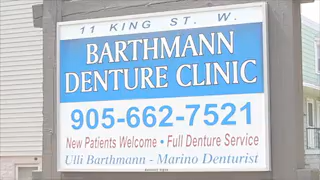 11 KING ST. W.
BARTHMANN
DENTURE CLINIC
905-662-7521
New Patients Welcome • Full Denture Service
Ulli Barthmann - Marino Denturist